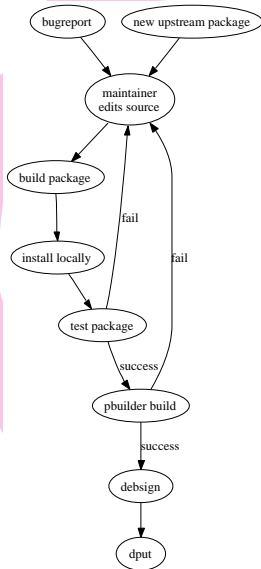 bugreport
new upstream package
maintainer
edits source
build package
install locally
fail
fail
test package
success
pbuilder build
success
debsign
dput